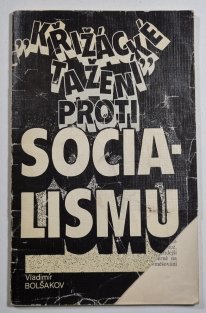 „KŘIŽÁCKÉ
TAŽENÍ“
PROTI
SOCIA-
LISMU
Vladimír
BOLŠAKOV